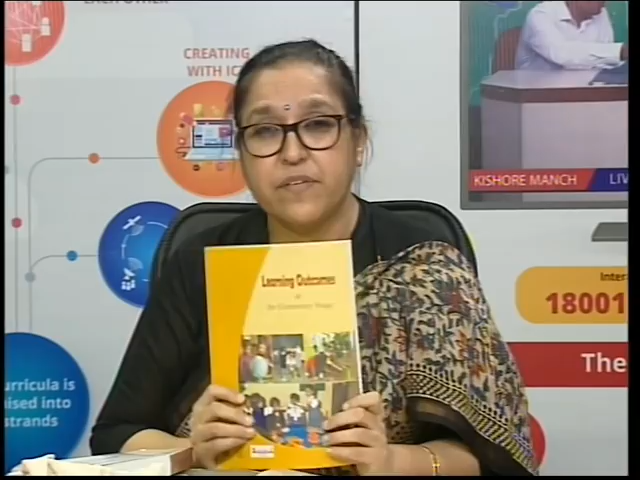 CREATING
WITH IC
KISHORE MANCH
LIV
Learning Outcomes
at
the Elementary Stage
Inter
18001
The
urricula is
ised into
strands